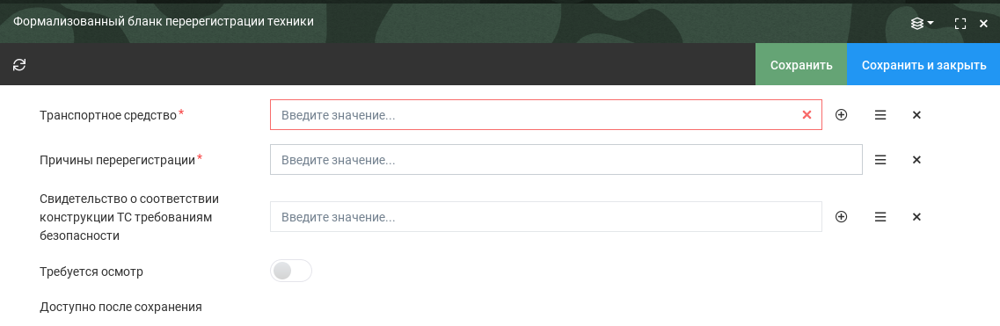 Формализованный бланк перерегистрации техники
Сохранить
Сохранить и закрыть
Транспортное средство*
Введите значение...
Причины перерегистрации*
Введите значение...
Свидетельство о соответствии
конструкции ТС требованиям
безопасности
Введите значение...
Требуется осмотр
Доступно после сохранения